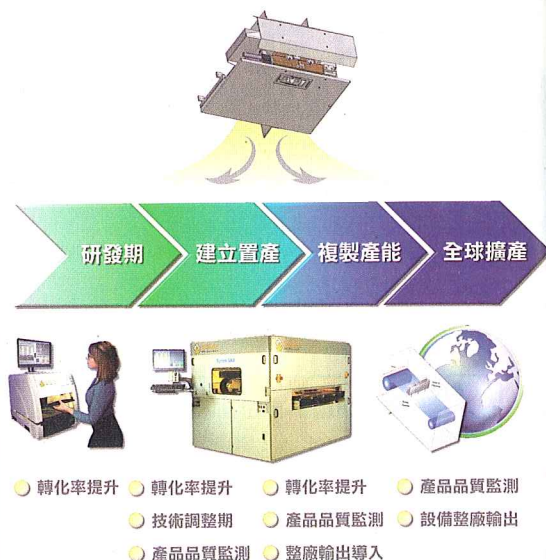 研發期 建立置產 複製產能 全球擴產
轉化率提升 轉化率提升 轉化率提升 產品品質監測
技術調整期 產品品質監測 設備整廠輸出
產品品質監測 整廠輸出導入